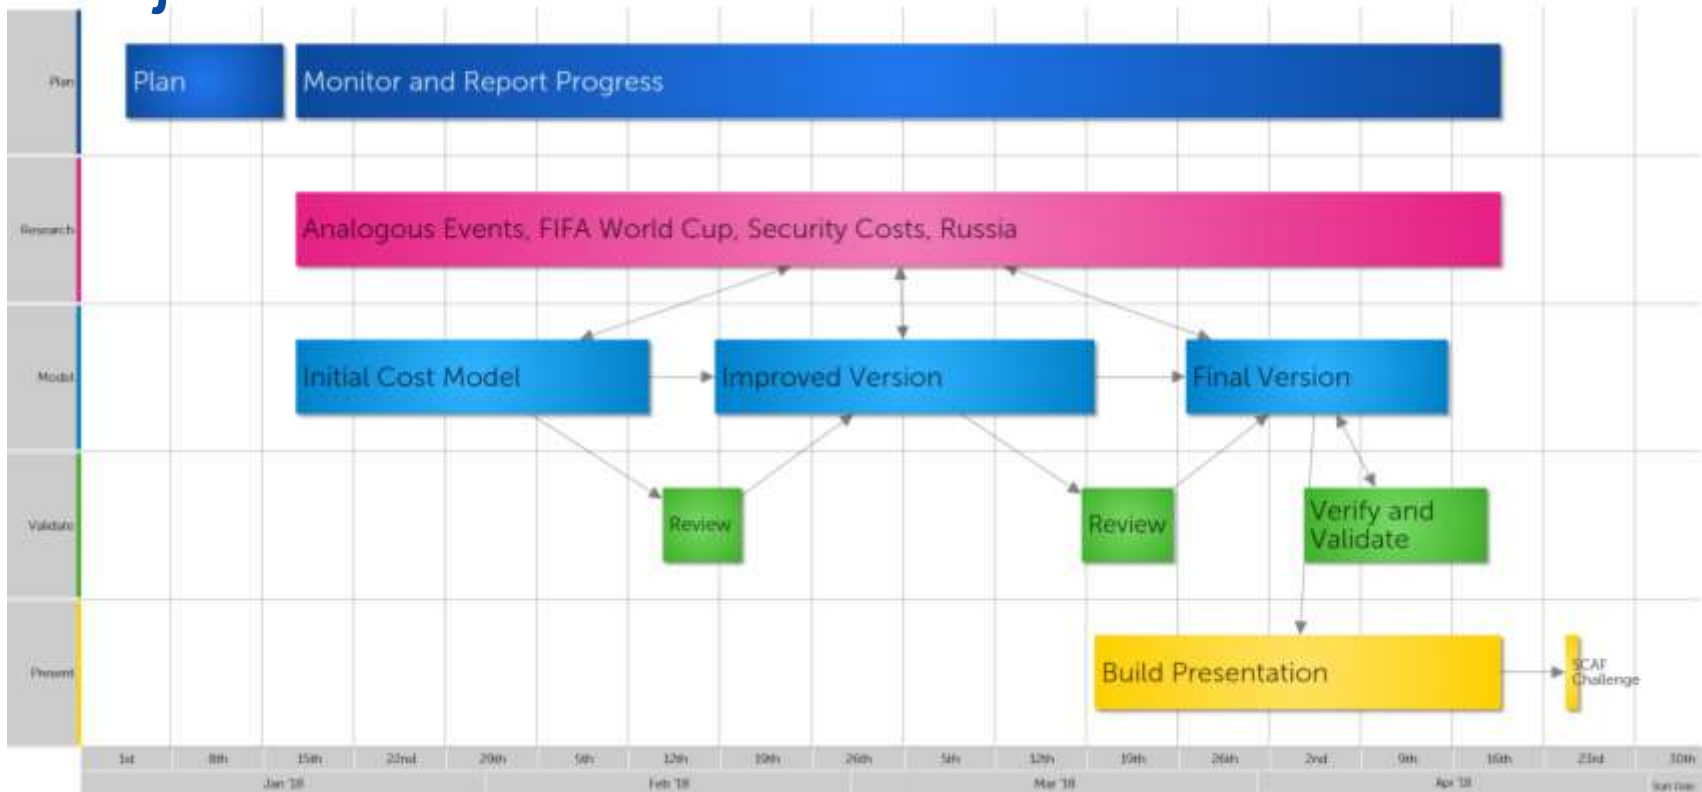 Plan
Plan
Monitor and Report Progress
Research
Analogous Events, FIFA World Cup, Security Costs, Russia
Model
Initial Cost Model
Improved Version
Final Version
Validate
Review
Review
Verify and
Validate
Present
Build Presentation
SCAF
Challenge
1st 8th 15th 22nd 29th 5th 12th 19th 26th 5th 12th 19th 26th 2nd 9th 16th 23rd 30th
Jan '18 Feb '18 Mar '18 Apr '18